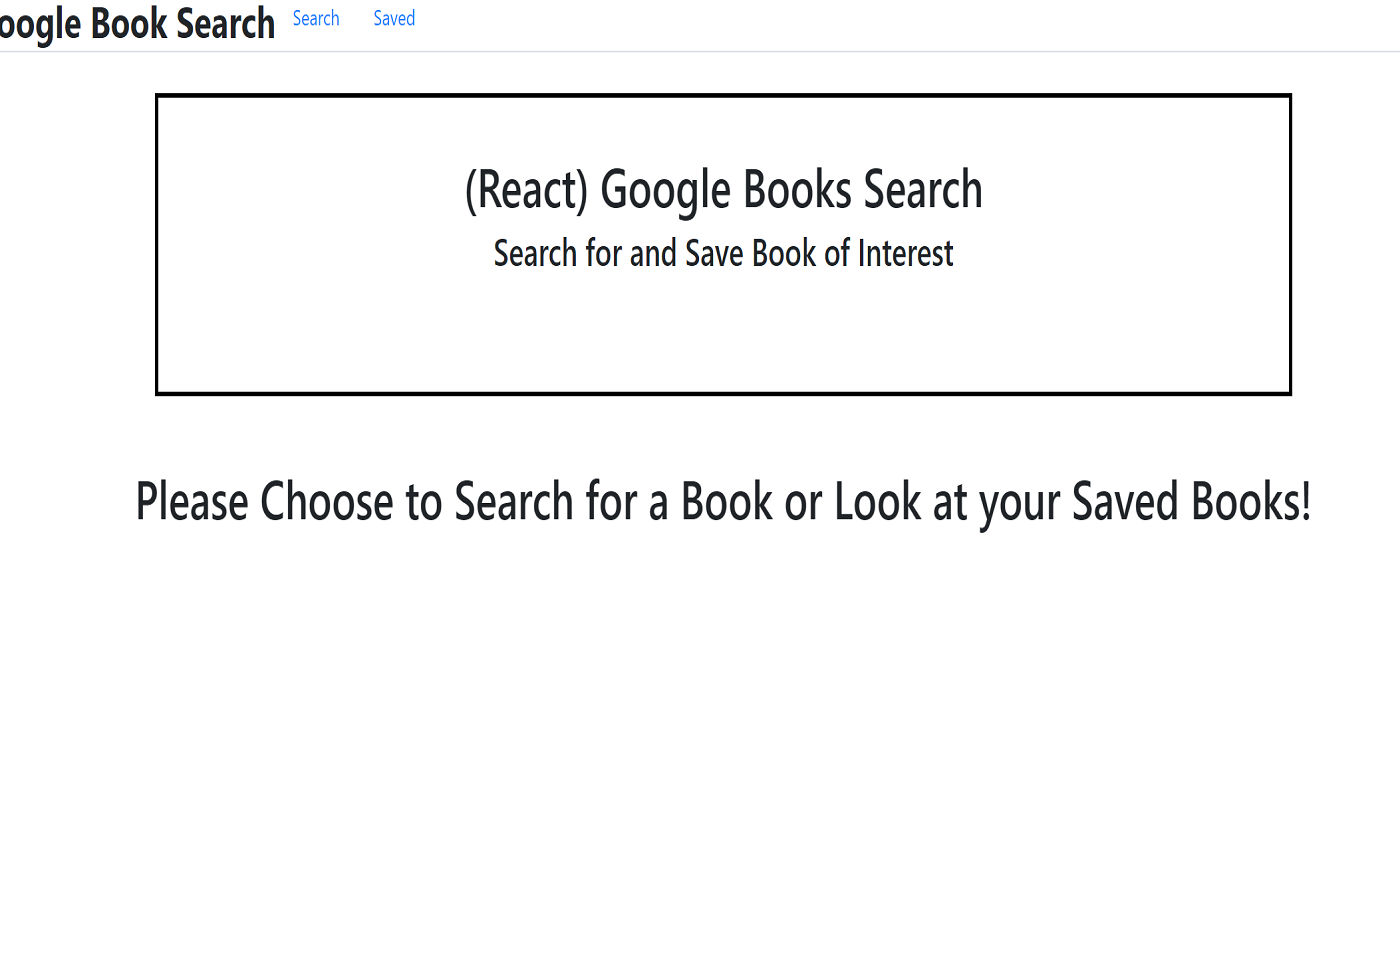 oogle Book Search Search Saved
(React) Google Books Search
Search for and Save Book of Interest
Please Choose to Search for a Book or Look at your Saved Books!